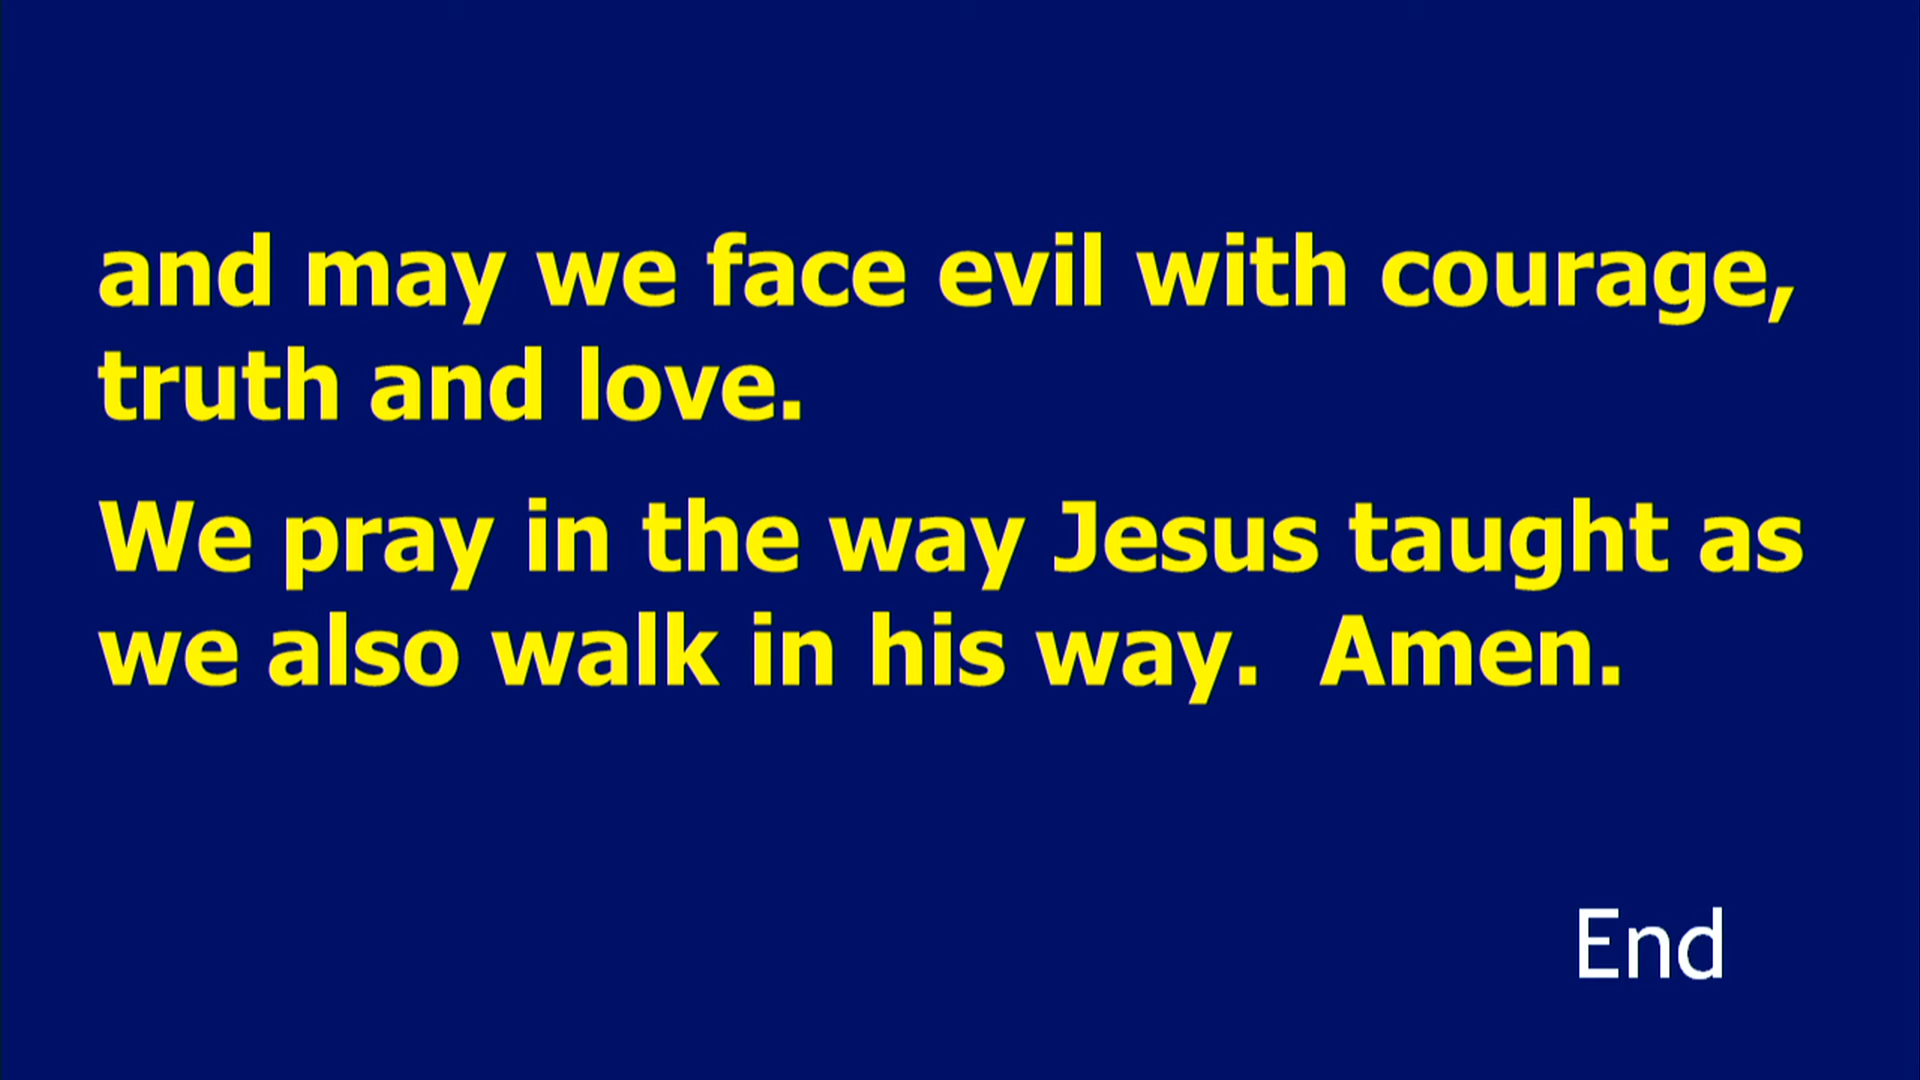 and may we face evil with courage,
truth and love.
We pray in the way Jesus taught as
we also walk in his way.  Amen.
End